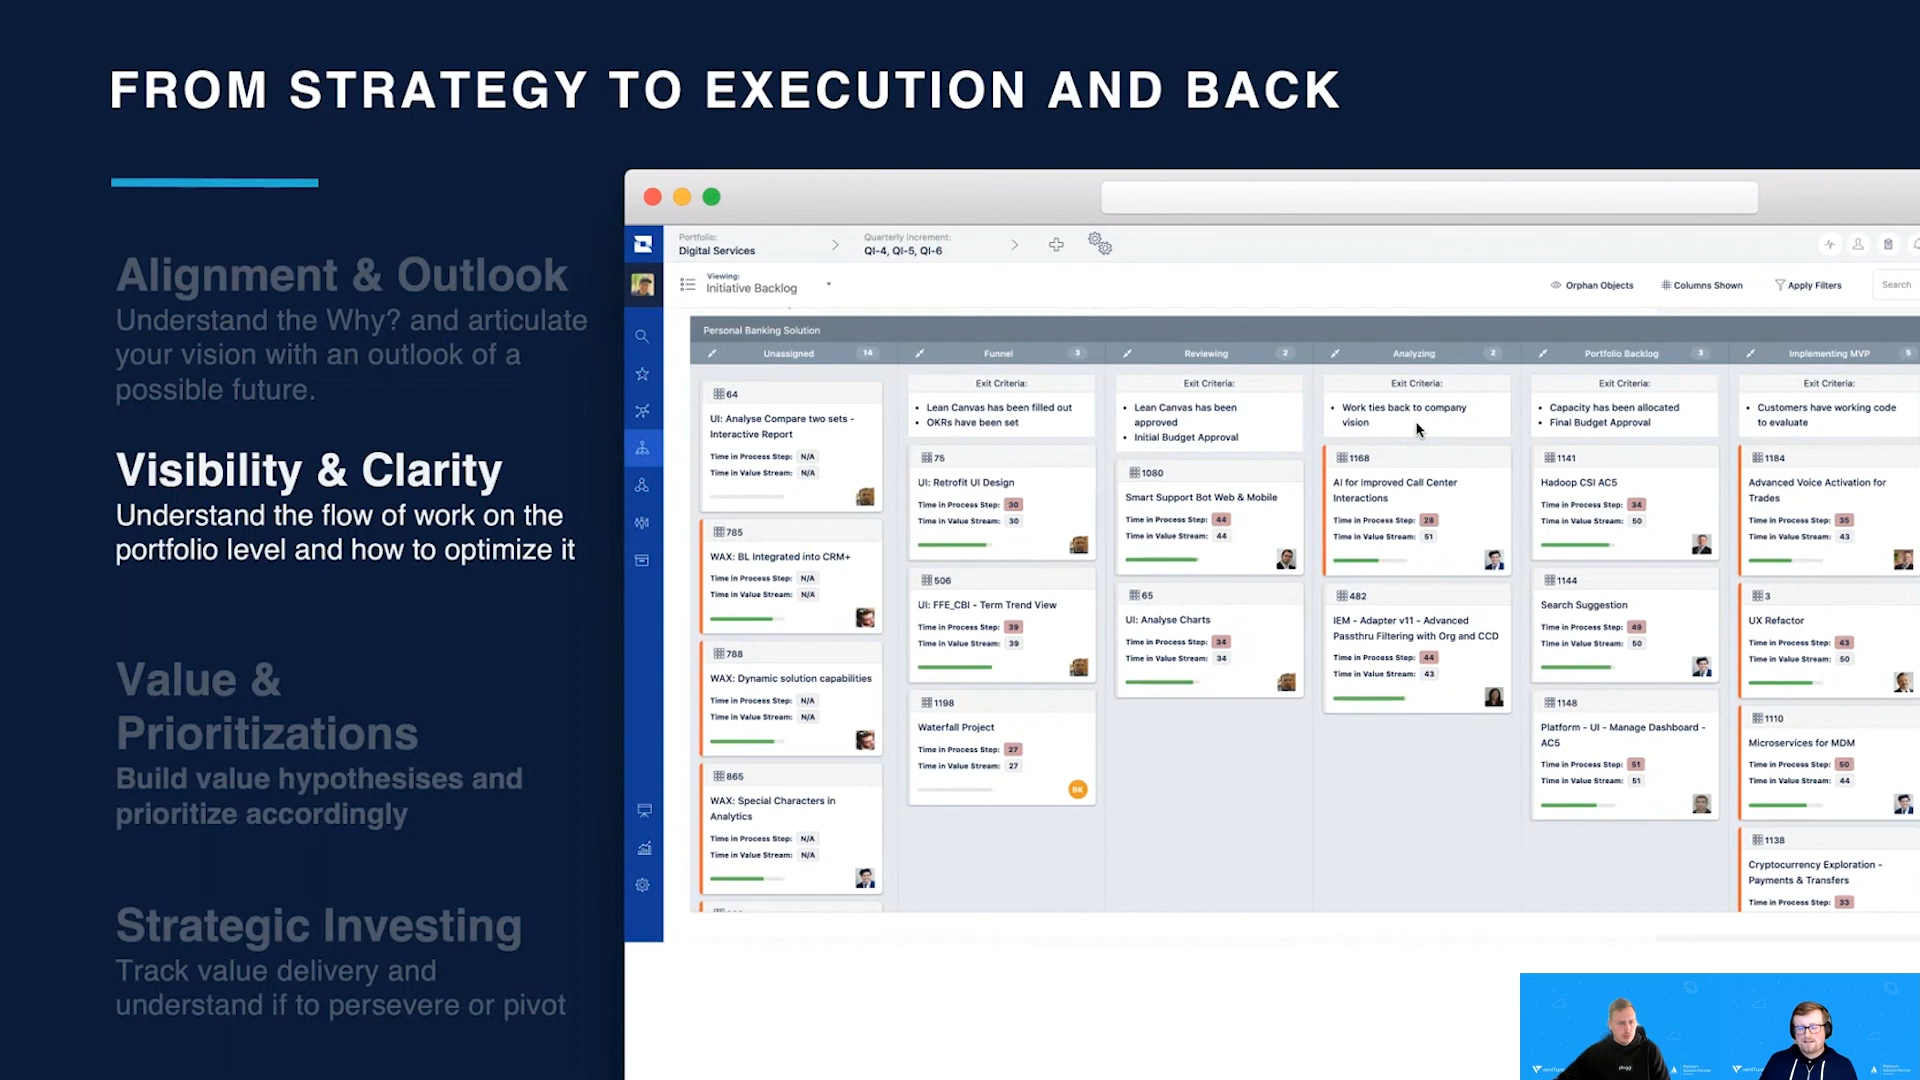 FROM STRATEGY TO EXECUTION AND BACK
Alignment & Outlook
Understand the Why? and articulate
your vision with an outlook of a
possible future.
Visibility & Clarity
Understand the flow of work on the
portfolio level and how to optimize it
Value &
Prioritizations
Build value hypothesises and
prioritize accordingly
Strategic Investing
Track value delivery and
understand if to persevere or pivot
Portfolio:
Digital Services
Quarterly Increment:
QI-4, QI-5, QI-6
Viewing:
Initiative Backlog
Orphan Objects
Columns Shown
Apply Filters
Search
Personal Banking Solution
Unassigned 14
Funnel 3
Reviewing 2
Analyzing 2
Portfolio Backlog 3
Implementing MVP 5
64
UI: Analyse Compare two sets -
Interactive Report
Time in Process Step: N/A
Time in Value Stream: N/A
785
WAX: BL Integrated into CRM+
Time in Process Step: N/A
Time in Value Stream: N/A
788
WAX: Dynamic solution capabilities
Time in Process Step: N/A
Time in Value Stream: N/A
865
WAX: Special Characters in
Analytics
Time in Process Step: N/A
Time in Value Stream: N/A
Exit Criteria:
• Lean Canvas has been filled out
• OKRs have been set
75
UI: Retrofit UI Design
Time in Process Step: 30
Time in Value Stream: 30
506
UI: FFE_CBI - Term Trend View
Time in Process Step: 39
Time in Value Stream: 39
1198
Waterfall Project
Time in Process Step: 27
Time in Value Stream: 27
BK
Exit Criteria:
• Lean Canvas has been
approved
• Initial Budget Approval
1080
Smart Support Bot Web & Mobile
Time in Process Step: 44
Time in Value Stream: 44
65
UI: Analyse Charts
Time in Process Step: 34
Time in Value Stream: 34
Exit Criteria:
• Work ties back to company
vision
1168
AI for Improved Call Center
Interactions
Time in Process Step: 28
Time in Value Stream: 51
482
IEM - Adapter v11 - Advanced
Passthru Filtering with Org and CCD
Time in Process Step: 44
Time in Value Stream: 43
Exit Criteria:
• Capacity has been allocated
• Final Budget Approval
1141
Hadoop CSI AC5
Time in Process Step: 34
Time in Value Stream: 50
1144
Search Suggestion
Time in Process Step: 49
Time in Value Stream: 50
1148
Platform - UI - Manage Dashboard -
AC5
Time in Process Step: 51
Time in Value Stream: 51
Exit Criteria:
• Customers have working code
to evaluate
1184
Advanced Voice Activation for
Trades
Time in Process Step: 35
Time in Value Stream: 43
3
UX Refactor
Time in Process Step: 43
Time in Value Stream: 50
1110
Microservices for MDM
Time in Process Step: 50
Time in Value Stream: 44
1138
Cryptocurrency Exploration -
Payments & Transfers
Time in Process Step: 33